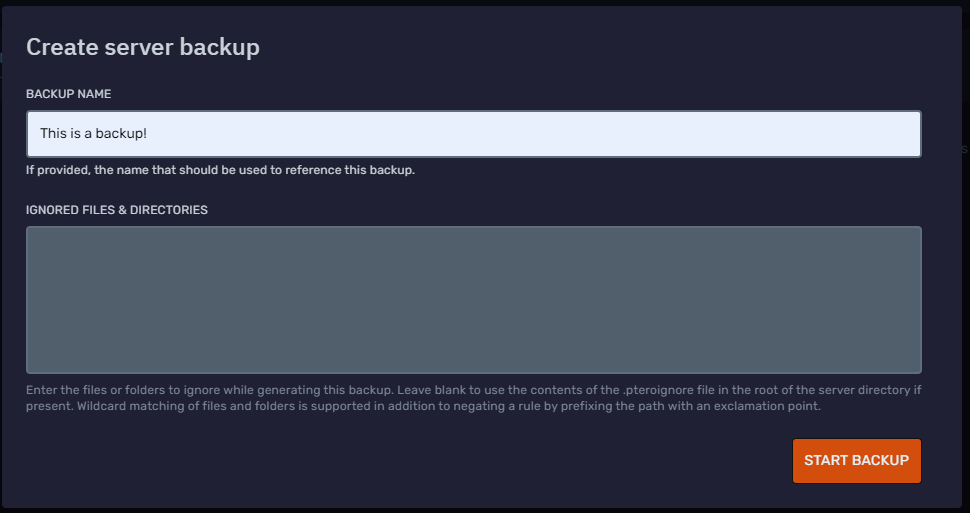 Create server backup
BACKUP NAME
This is a backup!
If provided, the name that should be used to reference this backup.
IGNORED FILES & DIRECTORIES
Enter the files or folders to ignore while generating this backup. Leave blank to use the contents of the .pteroignore file in the root of the server directory if
present. Wildcard matching of files and folders is supported in addition to negating a rule by prefixing the path with an exclamation point.
START BACKUP